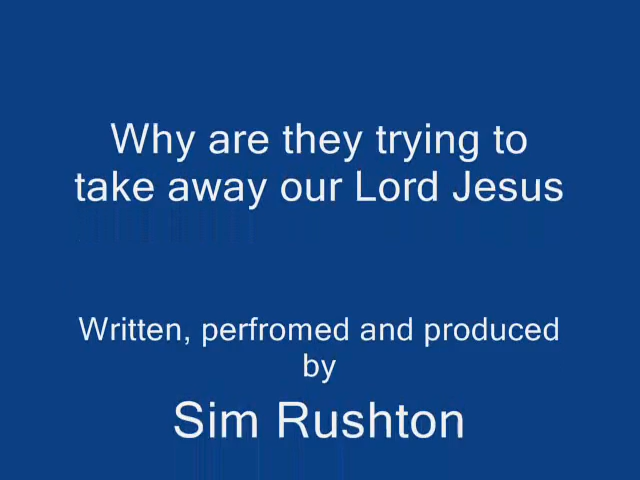 Why are they trying to
take away our Lord Jesus
Written, perfromed and produced
by
Sim Rushton